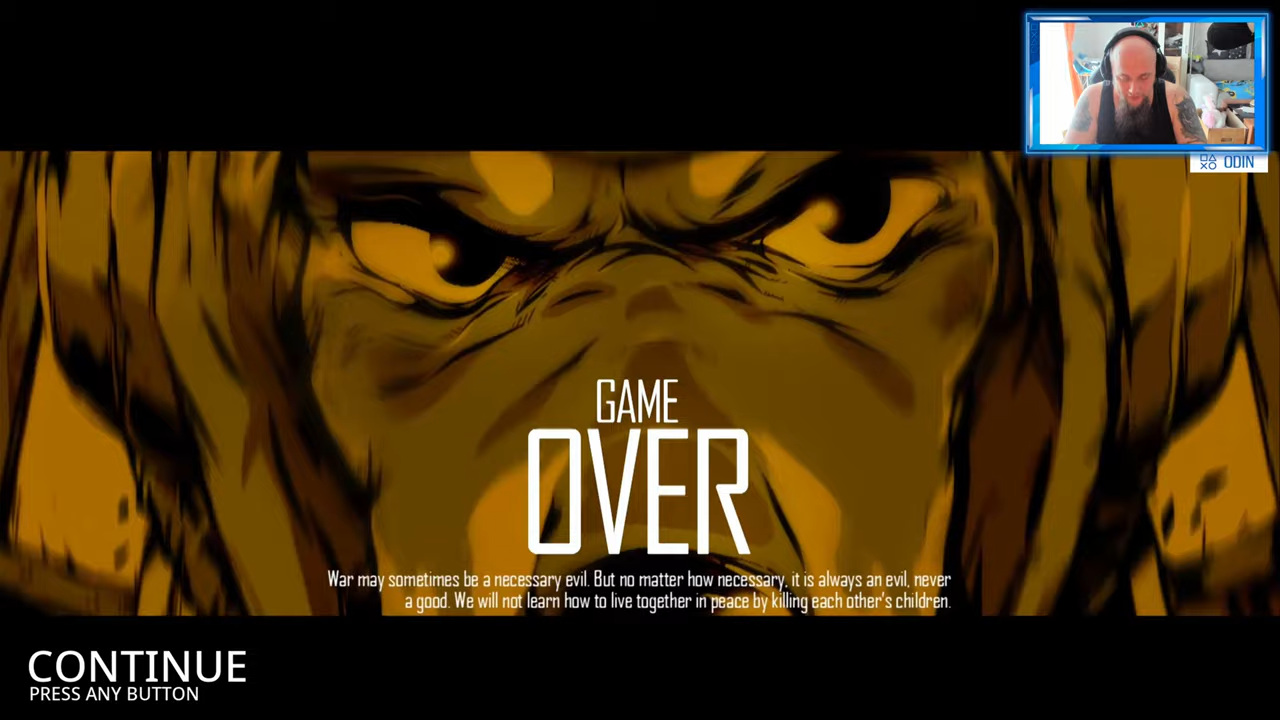 ODIN
GAME
OVER
War may sometimes be a necessary evil. But no matter how necessary, it is always an evil, never
a good. We will not learn how to live together in peace by killing each other's children.
CONTINUE
PRESS ANY BUTTON